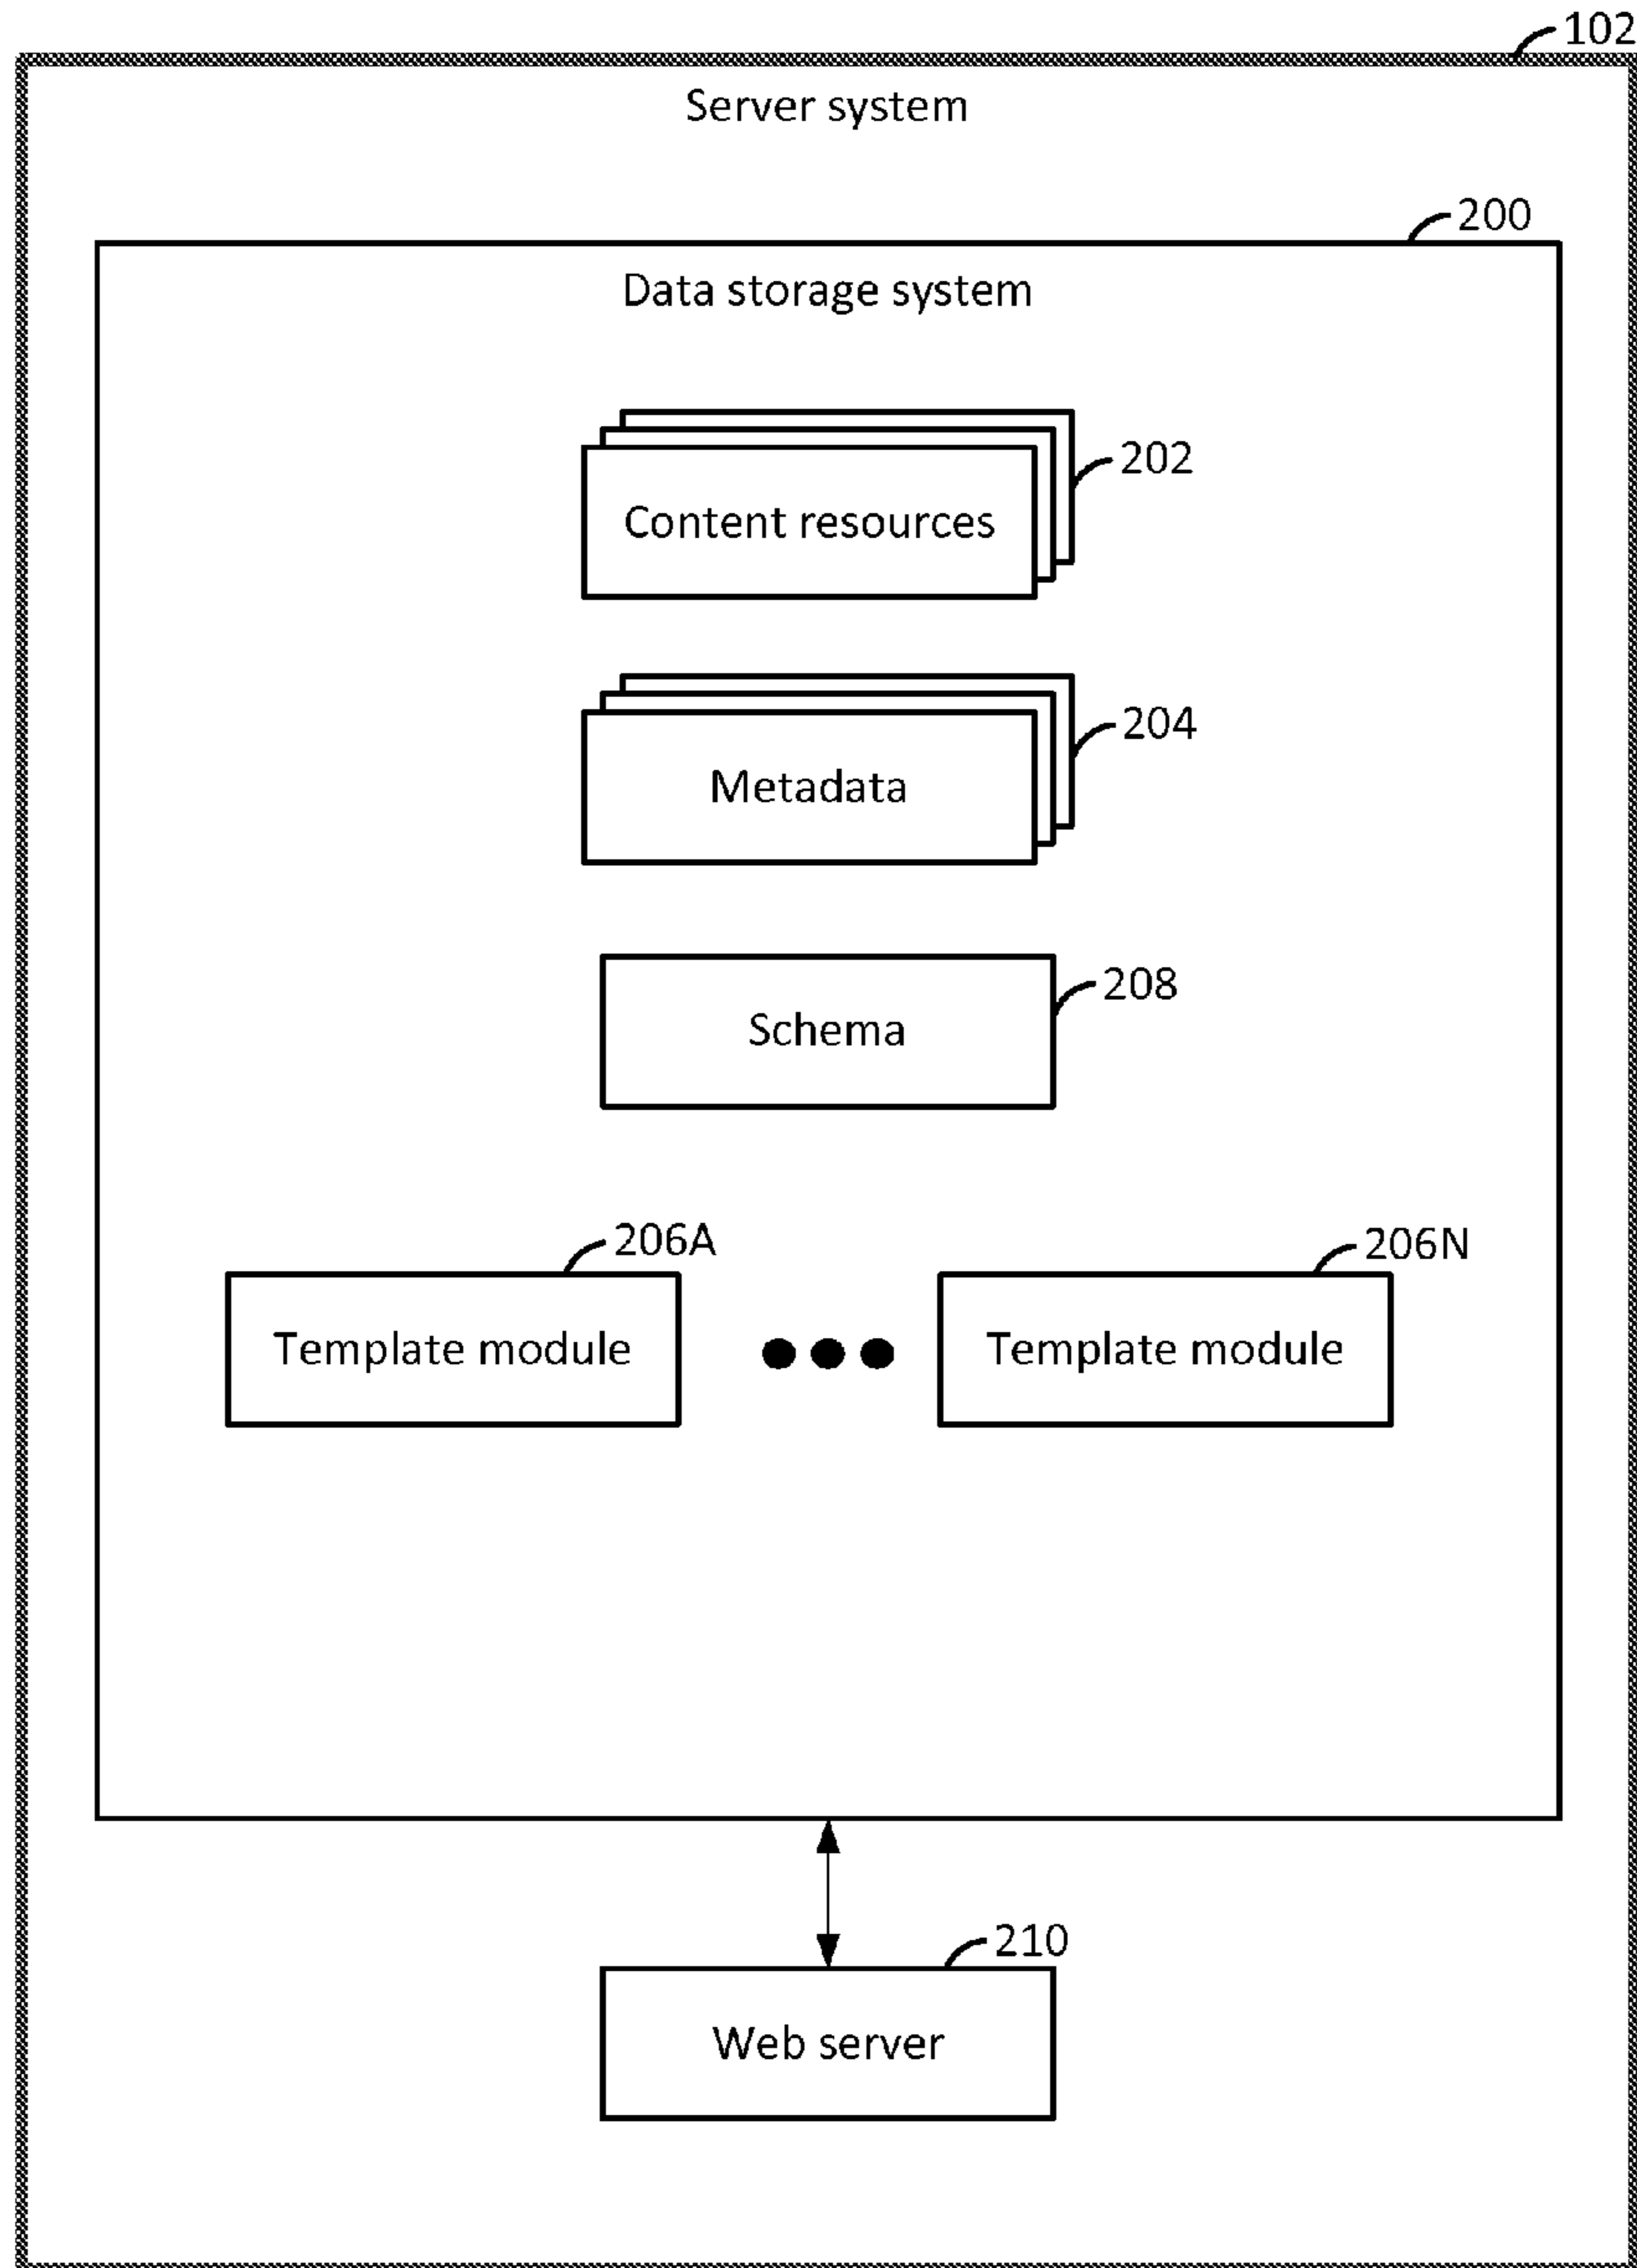 102
Server system
200
Data storage system
202
Content resources
204
Metadata
208
Schema
206A
206N
Template module
Template module
210
Web server